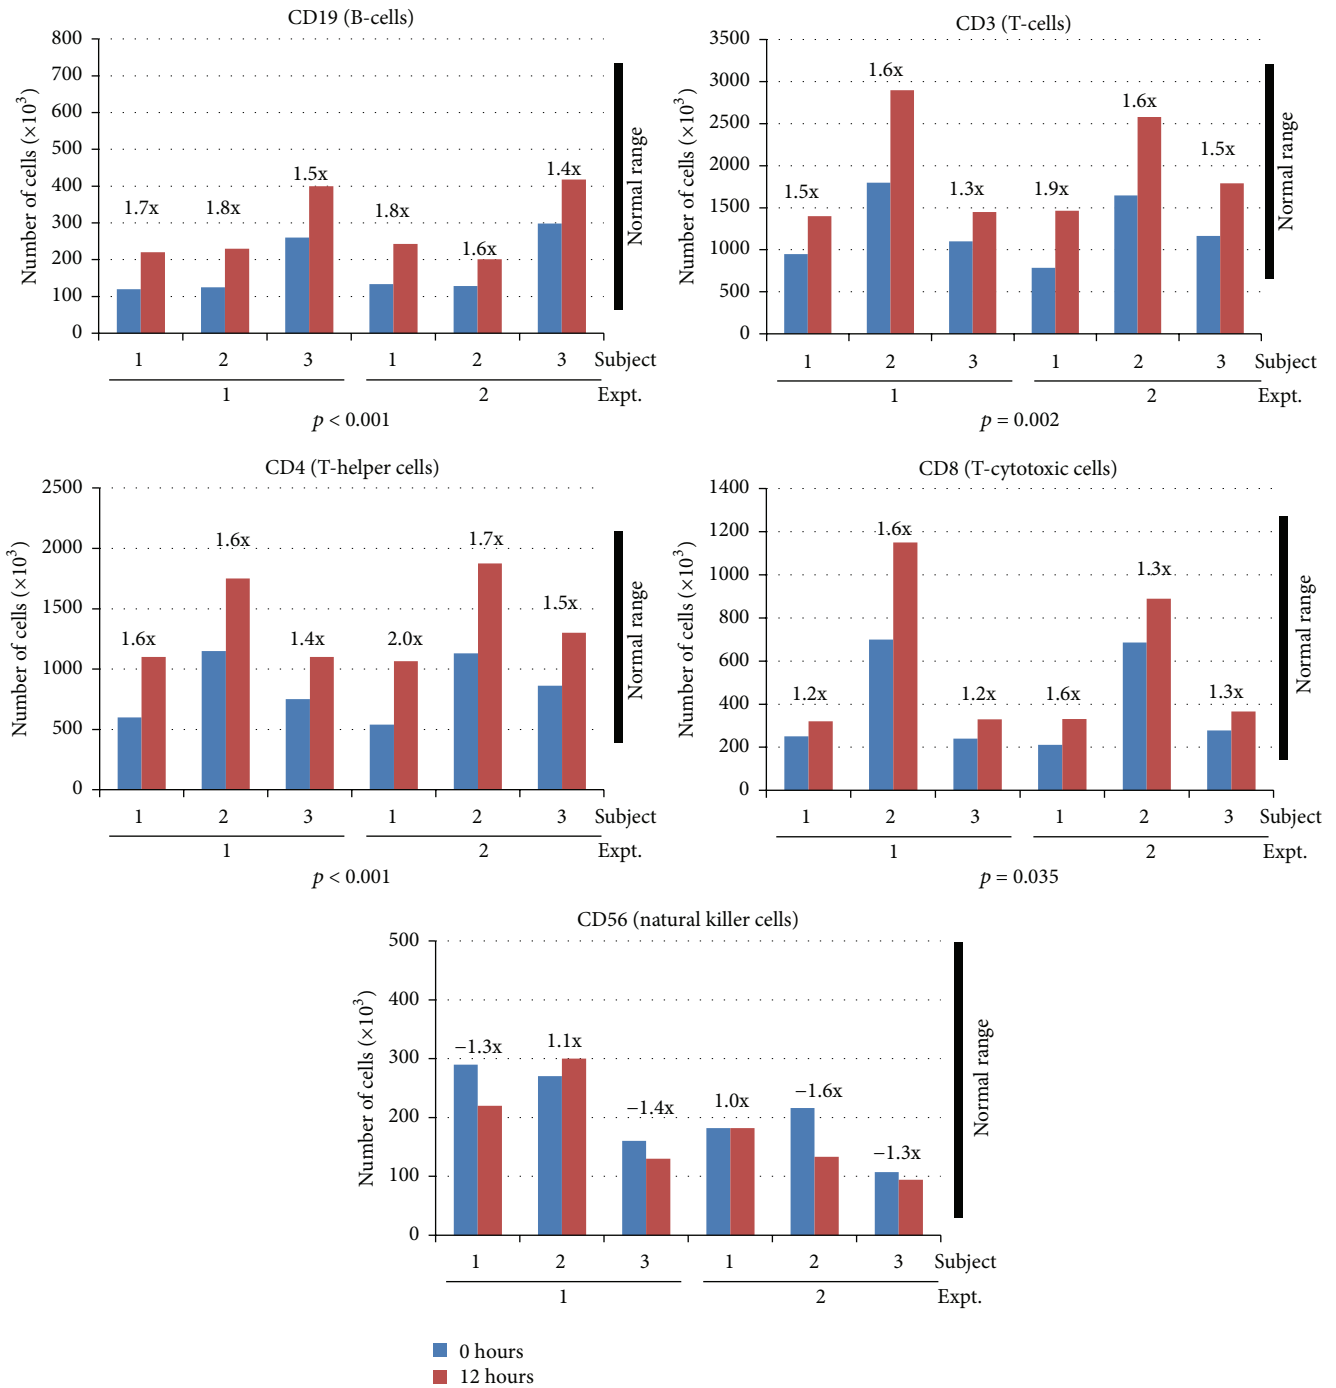 CD19 (B-cells)
800
700
600
500
400
300
200
100
0
Number of cells (×10³)
1.7x
1.8x
1.5x
1.8x
1.6x
1.4x
Normal range
1 2 3 1 2 3 Subject
1 2 Expt.
p < 0.001
CD3 (T-cells)
3500
3000
2500
2000
1500
1000
500
0
Number of cells (×10³)
1.5x
1.6x
1.3x
1.9x
1.6x
1.5x
Normal range
1 2 3 1 2 3 Subject
1 2 Expt.
p = 0.002
CD4 (T-helper cells)
2500
2000
1500
1000
500
0
Number of cells (×10³)
1.6x
1.6x
1.4x
2.0x
1.7x
1.5x
Normal range
1 2 3 1 2 3 Subject
1 2 Expt.
p < 0.001
CD8 (T-cytotoxic cells)
1400
1200
1000
800
600
400
200
0
Number of cells (×10³)
1.2x
1.6x
1.2x
1.6x
1.3x
1.3x
Normal range
1 2 3 1 2 3 Subject
1 2 Expt.
p = 0.035
CD56 (natural killer cells)
500
400
300
200
100
0
Number of cells (×10³)
−1.3x
1.1x
−1.4x
1.0x
−1.6x
−1.3x
Normal range
1 2 3 1 2 3 Subject
1 2 Expt.
0 hours
12 hours